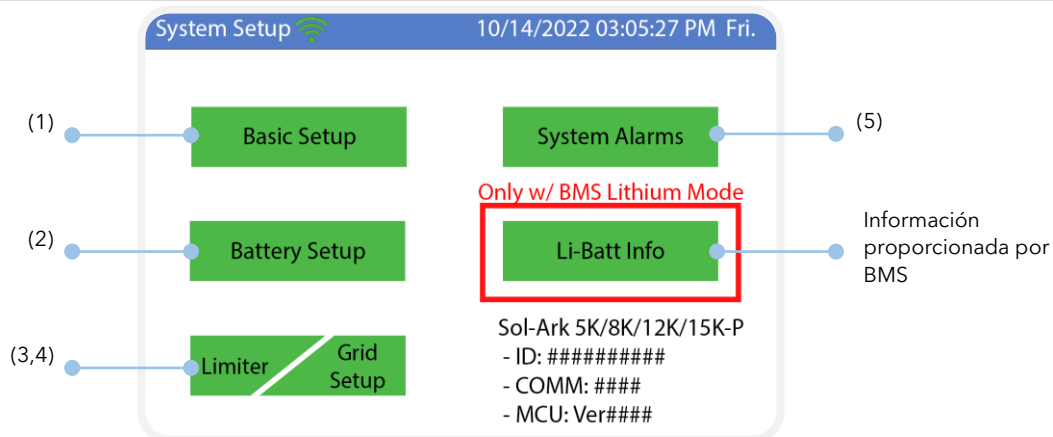 System Setup
10/14/2022 03:05:27 PM Fri.
(1)
Basic Setup
System Alarms
(5)
Only w/ BMS Lithium Mode
(2)
Battery Setup
Li-Batt Info
Información
proporcionada por
BMS
(3,4)
Limiter
Grid
Setup
Sol-Ark 5K/8K/12K/15K-P
- ID: ##########
- COMM: ####
- MCU: Ver####